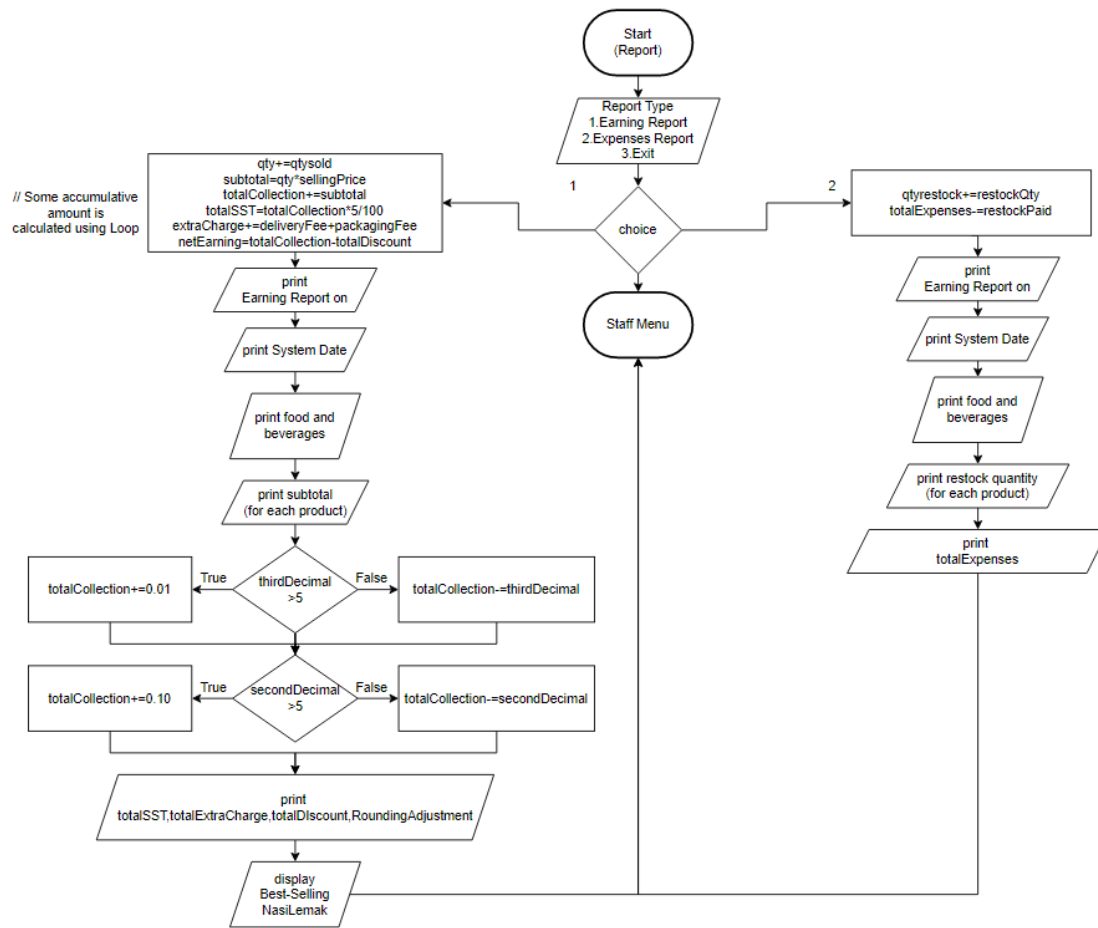 Start
(Report)
Report Type
1.Earning Report
2.Expenses Report
3.Exit
choice
1
2
Staff Menu
// Some accumulative
amount is
calculated using Loop
qty+=qtysold
subtotal=qty*sellingPrice
totalCollection+=subtotal
totalSST=totalCollection*5/100
extraCharge+=deliveryFee+packagingFee
netEarning=totalCollection-totalDiscount
print
Earning Report on
print System Date
print food and
beverages
print subtotal
(for each product)
thirdDecimal
>5
True
False
totalCollection+=0.01
totalCollection-=thirdDecimal
secondDecimal
>5
True
False
totalCollection+=0.10
totalCollection-=secondDecimal
print
totalSST,totalExtraCharge,totalDIscount,RoundingAdjustment
display
Best-Selling
NasiLemak
qtyrestock+=restockQty
totalExpenses-=restockPaid
print
Earning Report on
print System Date
print food and
beverages
print restock quantity
(for each product)
print
totalExpenses